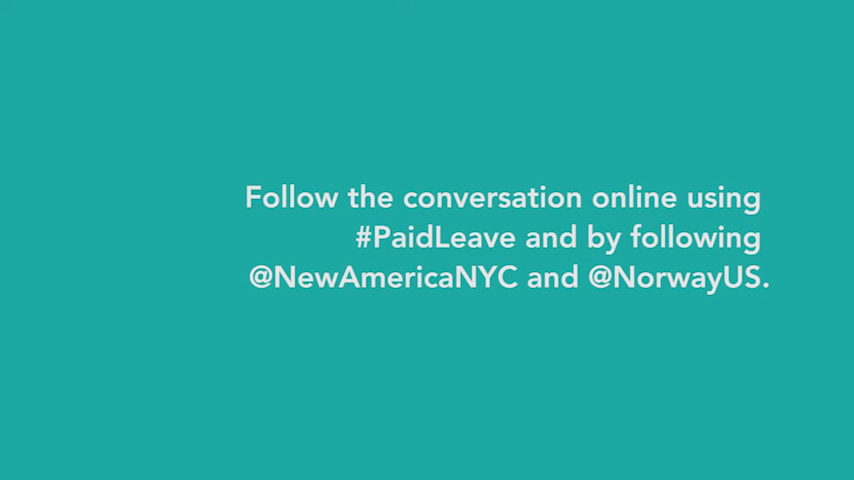 Follow the conversation online using
#PaidLeave and by following
@NewAmericaNYC and @NorwayUS.